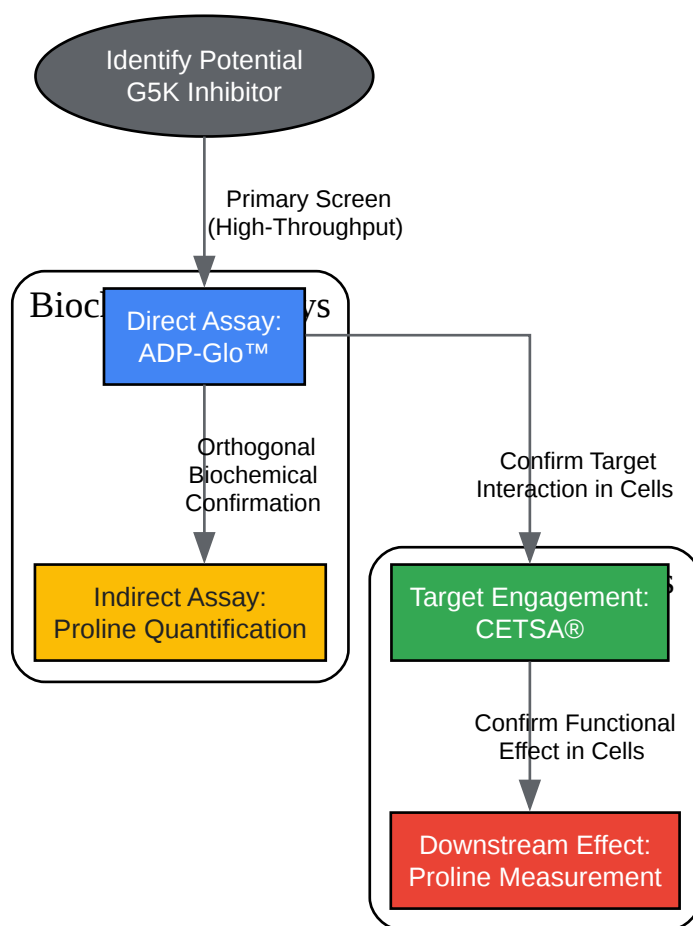 Identify Potential
G5K Inhibitor
Primary Screen
(High-Throughput)
Direct Assay:
ADP-Glo™
Orthogonal
Biochemical
Confirmation
Confirm Target
Interaction in Cells
Indirect Assay:
Proline Quantification
Target Engagement:
CETSA®
Confirm Functional
Effect in Cells
Downstream Effect:
Proline Measurement